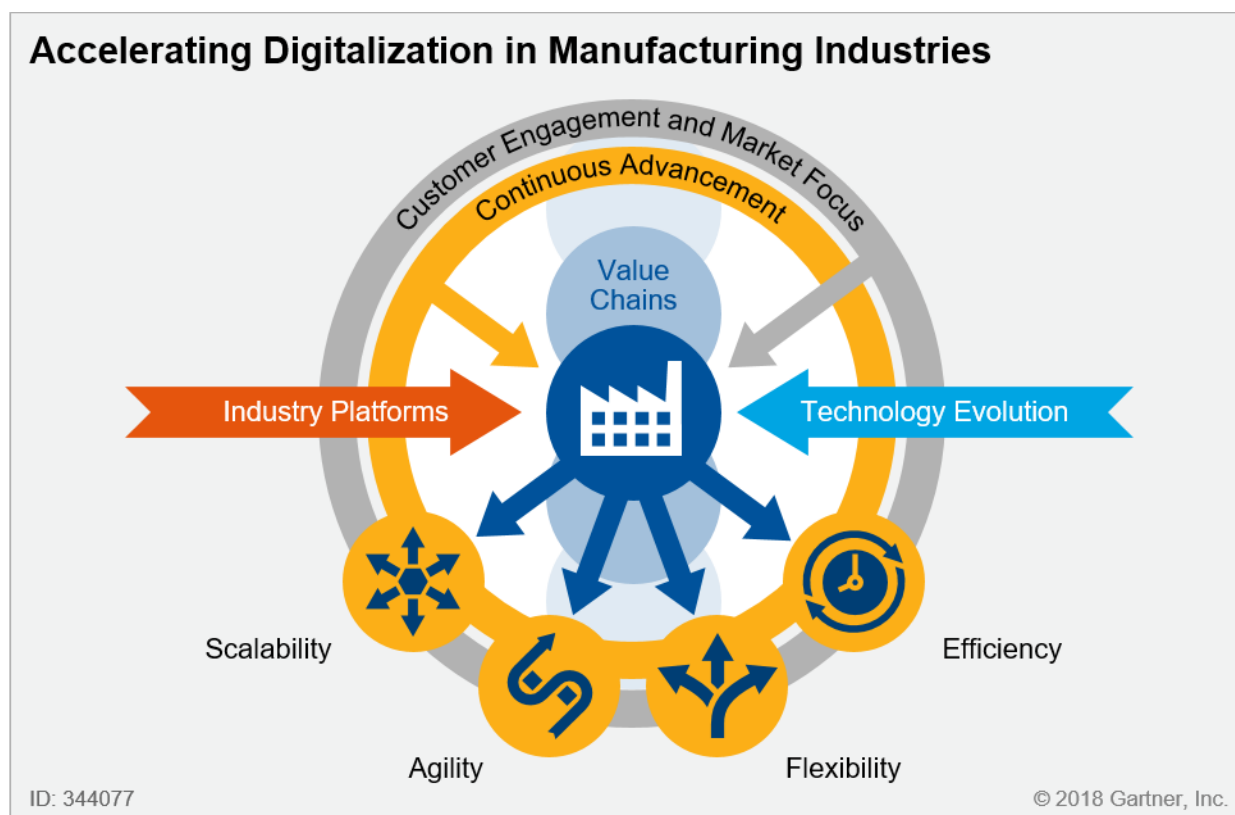 Accelerating Digitalization in Manufacturing Industries
Customer Engagement and Market Focus
Continuous Advancement
Value
Chains
Industry Platforms
Technology Evolution
Scalability
Efficiency
Agility
Flexibility
ID: 344077
© 2018 Gartner, Inc.